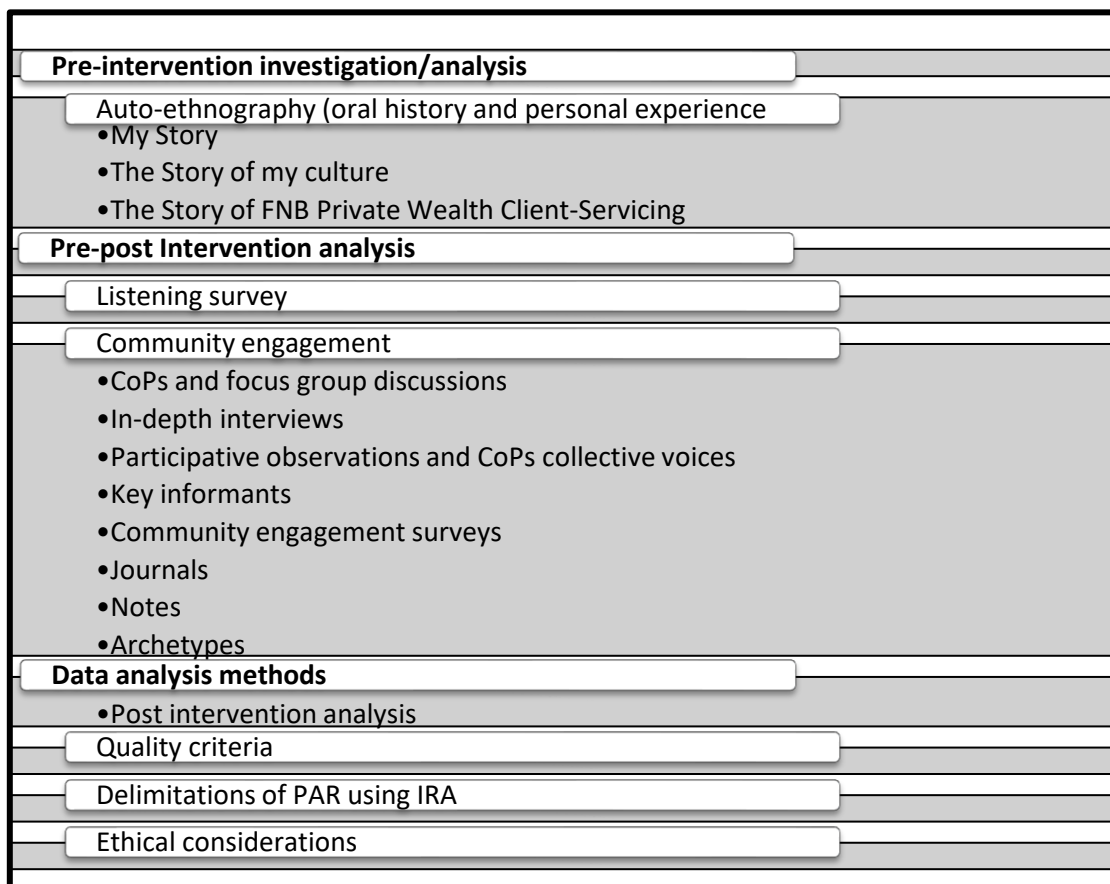 Pre-intervention investigation/analysis
Auto-ethnography (oral history and personal experience
•My Story
•The Story of my culture
•The Story of FNB Private Wealth Client-Servicing
Pre-post Intervention analysis
Listening survey
Community engagement
•CoPs and focus group discussions
•In-depth interviews
•Participative observations and CoPs collective voices
•Key informants
•Community engagement surveys
•Journals
•Notes
•Archetypes
Data analysis methods
•Post intervention analysis
Quality criteria
Delimitations of PAR using IRA
Ethical considerations